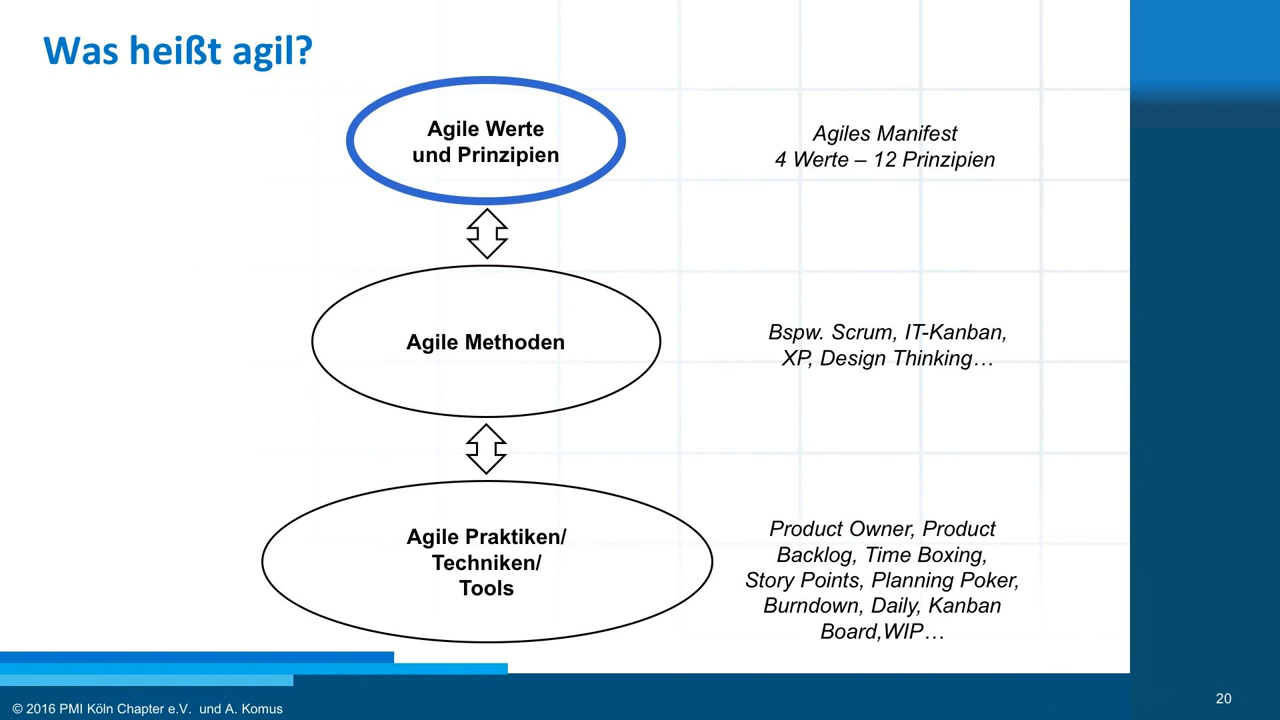 Was heißt agil?
Agile Werte
und Prinzipien
Agiles Manifest
4 Werte – 12 Prinzipien
Agile Methoden
Bspw. Scrum, IT-Kanban,
XP, Design Thinking…
Agile Praktiken/
Techniken/
Tools
Product Owner, Product
Backlog, Time Boxing,
Story Points, Planning Poker,
Burndown, Daily, Kanban
Board,WIP…
© 2016 PMI Köln Chapter e.V. und A. Komus
20